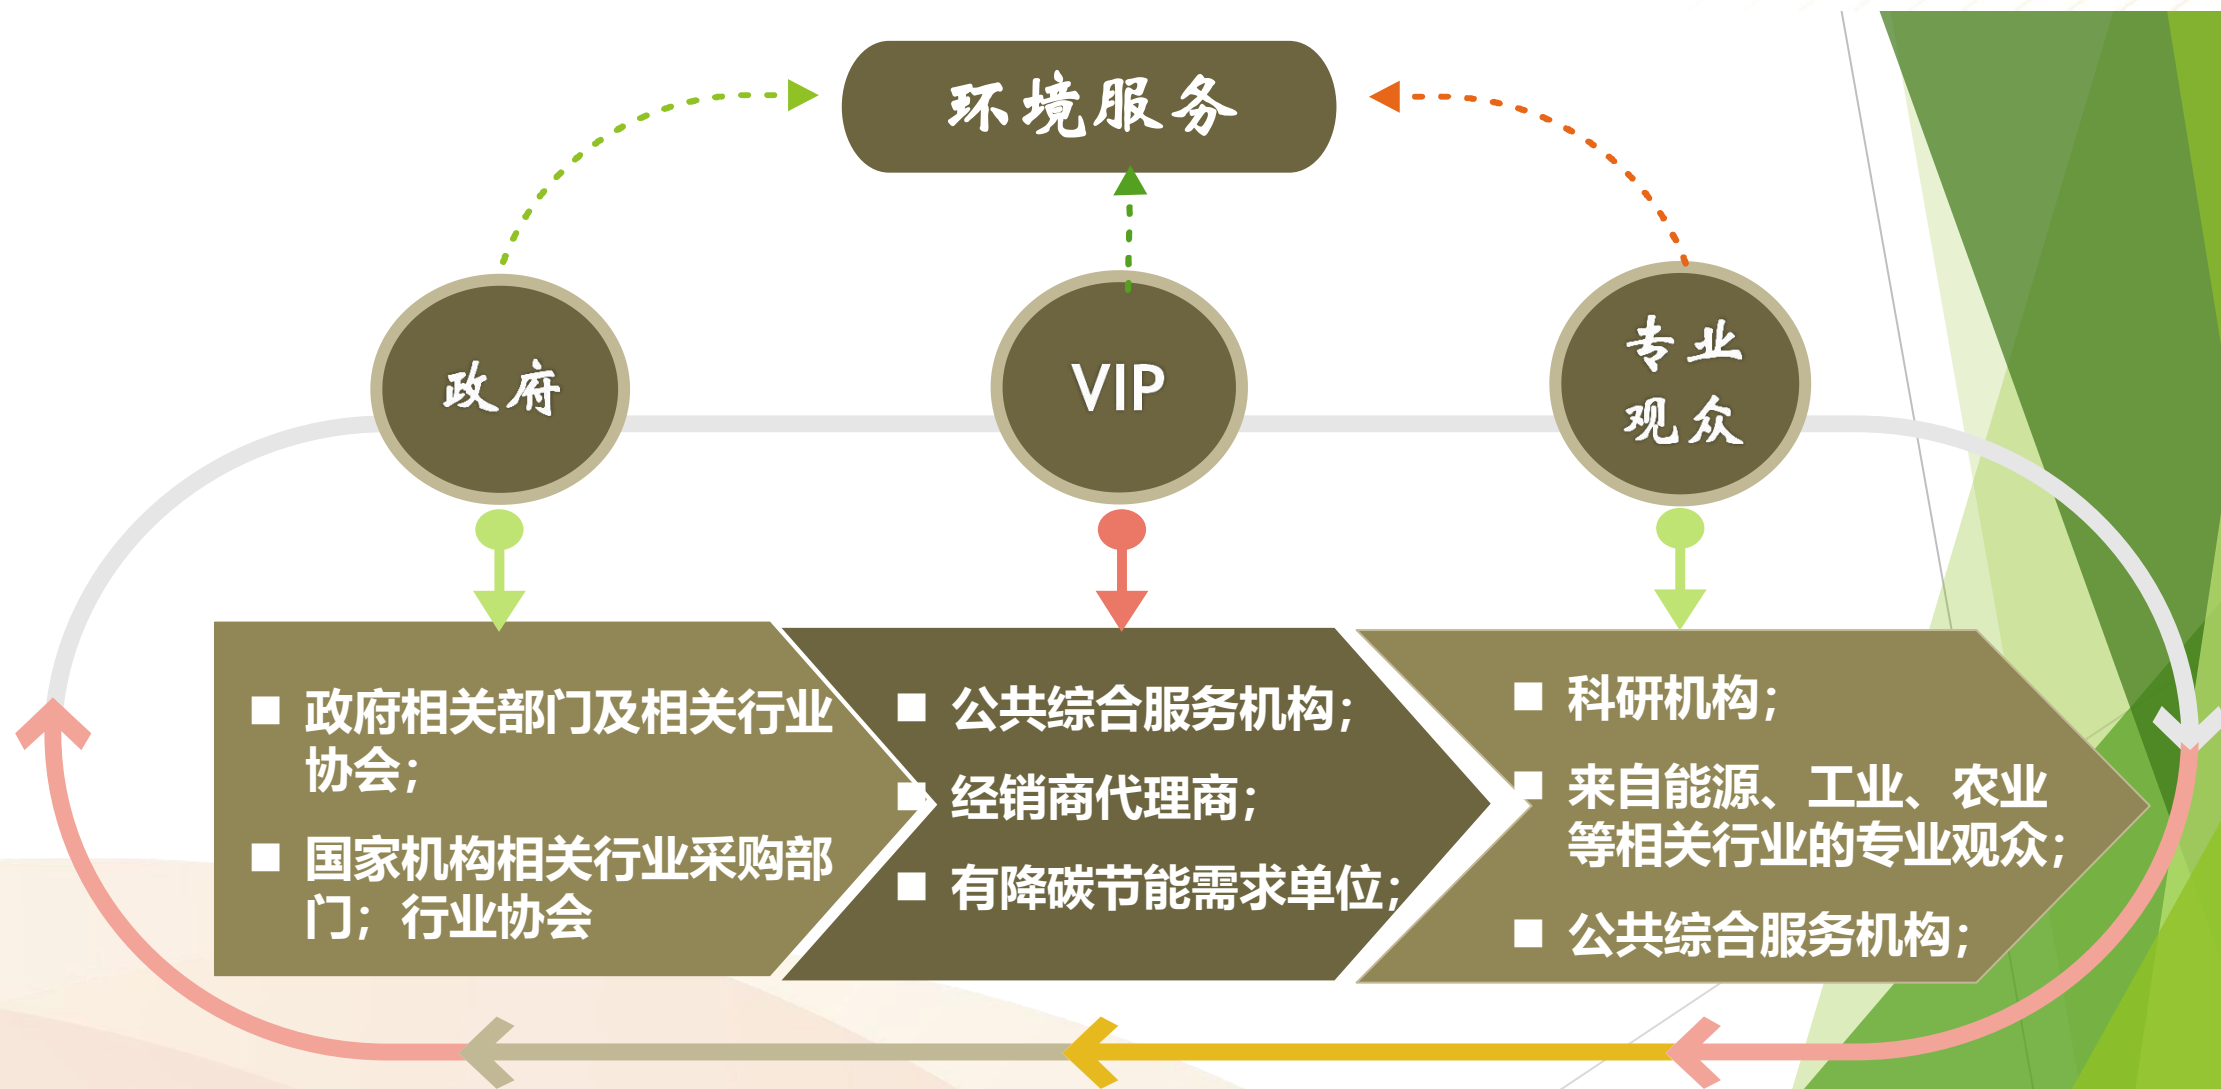 环境服务
政府
VIP
专业
观众
政府相关部门及相关行业
协会；
国家机构相关行业采购部
门；行业协会
公共综合服务机构；
经销商代理商；
有降碳节能需求单位；
科研机构；
来自能源、工业、农业
等相关行业的专业观众；
公共综合服务机构；